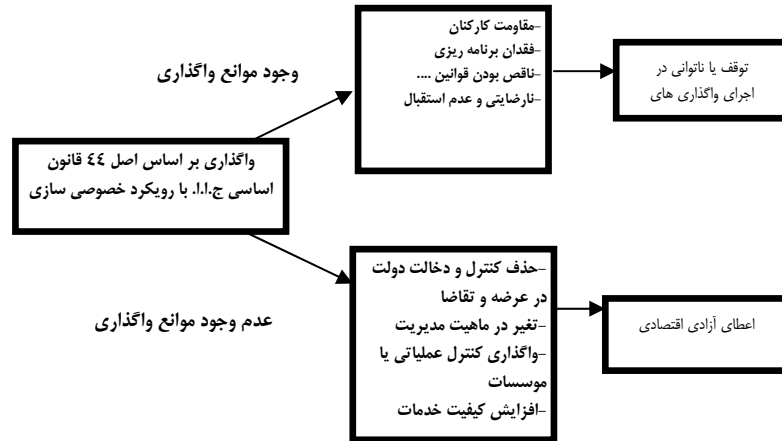 -مقاومت کارکنان
-فقدان برنامه ریزی
-ناقص بودن قوانین ....
-نارضایتی و عدم استقبال
توقف یا ناتوانی در
اجرای واگذاری های
وجود موانع واگذاری
واگذاری بر اساس اصل ٤٤ قانون
اساسی ج.ا.ا. با رویکرد خصوصی سازی
عدم وجود موانع واگذاری
-حذف کنترل و دخالت دولت
در عرضه و تقاضا
-تغیر در ماهیت مدیریت
-واگذاری کنترل عملیاتی یا
موسسات
-افزایش کیفیت خدمات
اعطای آزادی اقتصادی